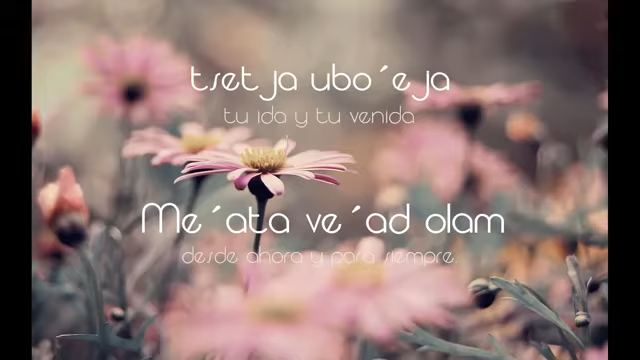 tsetja ubo´eja
tu ida y tu venida
Me´ata ve´ad olam
desde ahora y para siempre